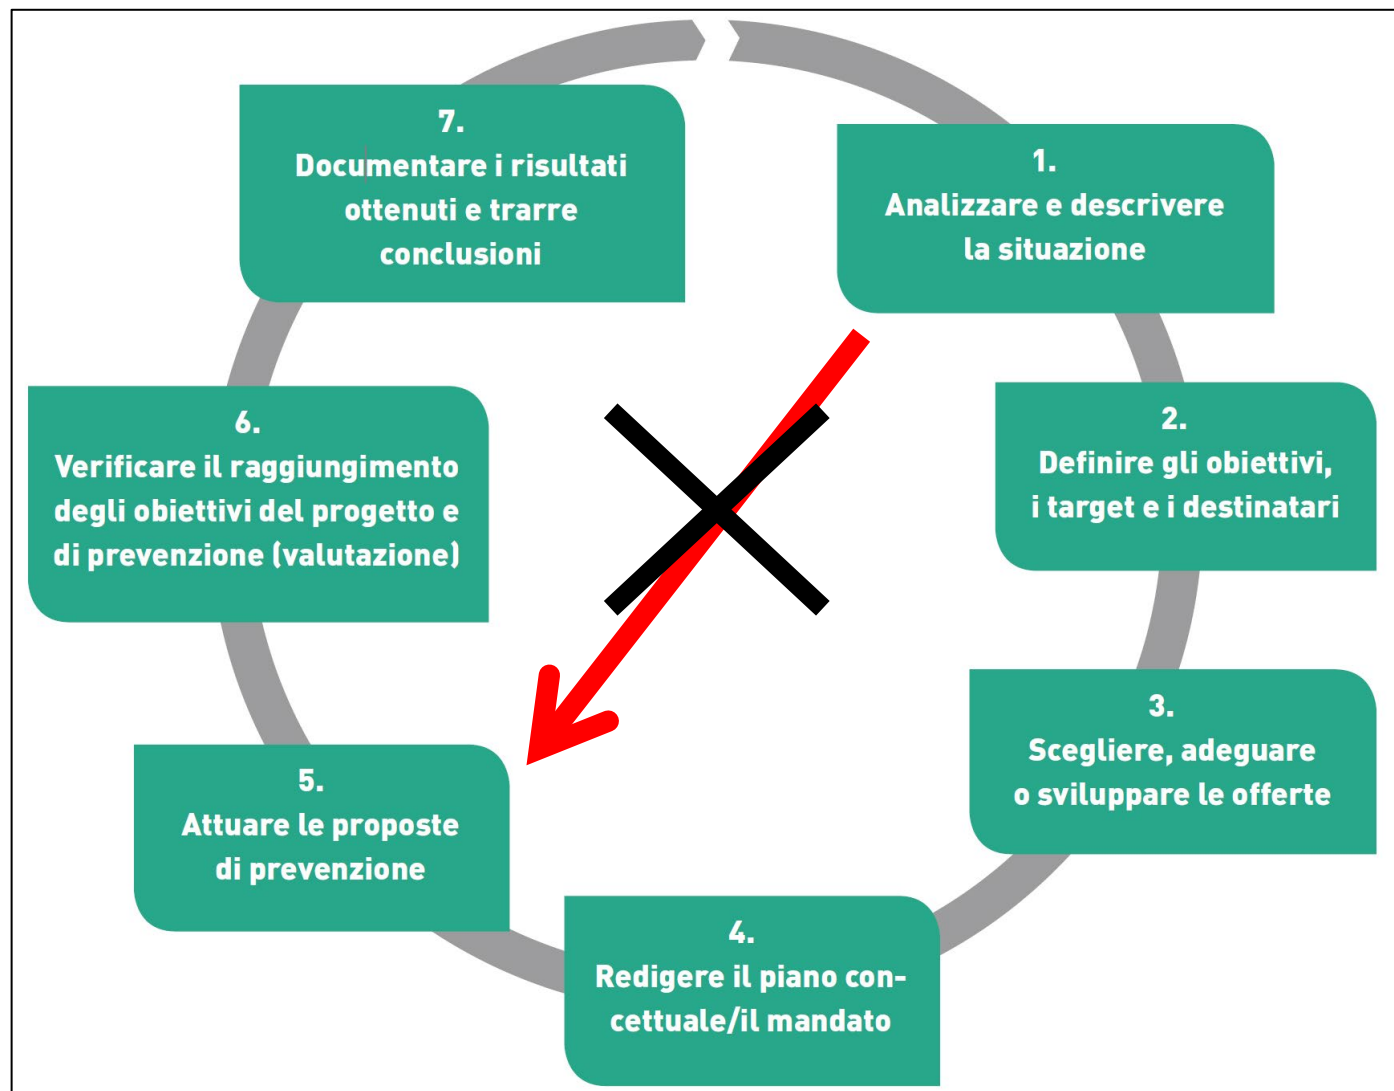 1.
Analizzare e descrivere
la situazione
2.
Definire gli obiettivi,
i target e i destinatari
3.
Scegliere, adeguare
o sviluppare le offerte
4.
Redigere il piano con-
cettuale/il mandato
5.
Attuare le proposte
di prevenzione
6.
Verificare il raggiungimento
degli obiettivi del progetto e
di prevenzione (valutazione)
7.
Documentare i risultati
ottenuti e trarre
conclusioni